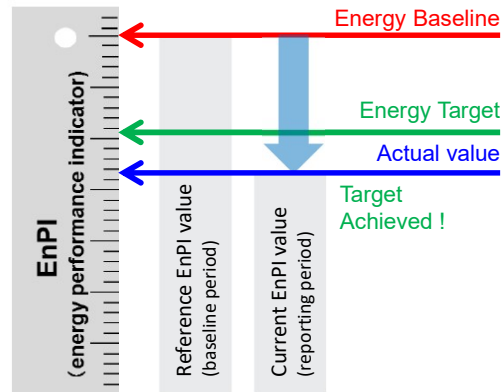 Energy Baseline
Energy Target
Actual value
Target
Achieved !
EnPI
(energy performance indicator)
Reference EnPI value
(baseline period)
Current EnPI value
(reporting period)